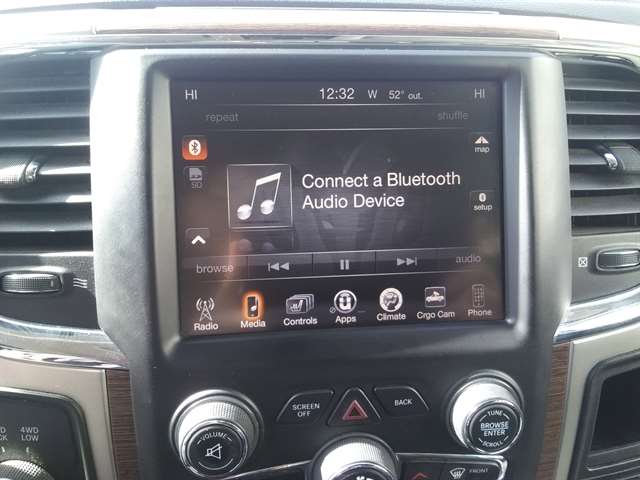 HI 12:32 W 52° out. HI
repeat shuffle
map
SD
Connect a Bluetooth
Audio Device
setup
browse audio
Radio Media Controls Apps Climate Crgo Cam Phone
SCREEN
OFF
BACK
TUNE
BROWSE
ENTER
SCROLL
VOLUME
4WD
LOW
FRONT